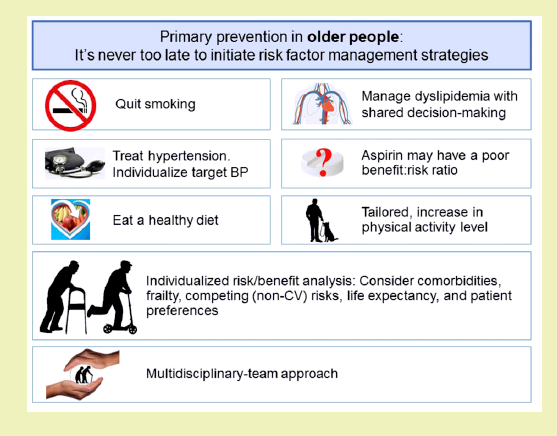 Primary prevention in older people:
It's never too late to initiate risk factor management strategies
Quit smoking
Manage dyslipidemia with
shared decision-making
Treat hypertension.
Individualize target BP
?
Aspirin may have a poor
benefit:risk ratio
Eat a healthy diet
Tailored, increase in
physical activity level
Individualized risk/benefit analysis: Consider comorbidities,
frailty, competing (non-CV) risks, life expectancy, and patient
preferences
Multidisciplinary-team approach